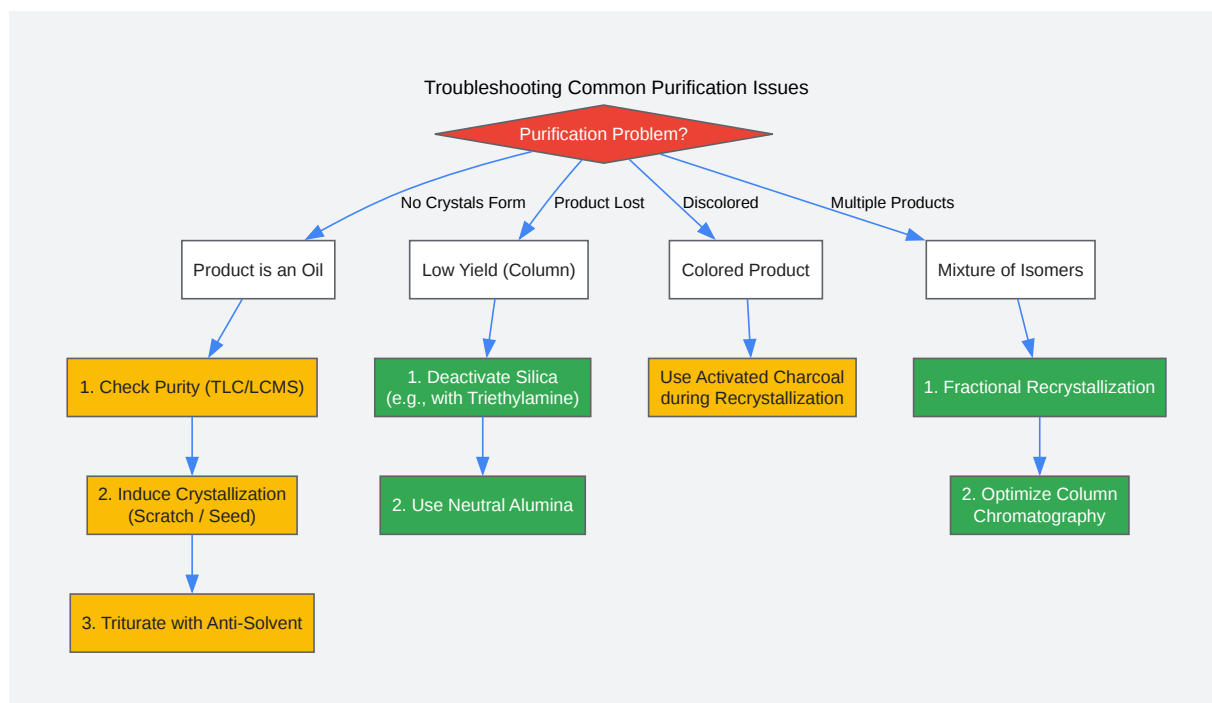 Troubleshooting Common Purification Issues
Purification Problem?
No Crystals Form
Product Lost
Discolored
Multiple Products
Product is an Oil
Low Yield (Column)
Colored Product
Mixture of Isomers
1. Check Purity (TLC/LCMS)
1. Deactivate Silica
(e.g., with Triethylamine)
Use Activated Charcoal
during Recrystallization
1. Fractional Recrystallization
2. Induce Crystallization
(Scratch / Seed)
2. Use Neutral Alumina
2. Optimize Column
Chromatography
3. Triturate with Anti-Solvent